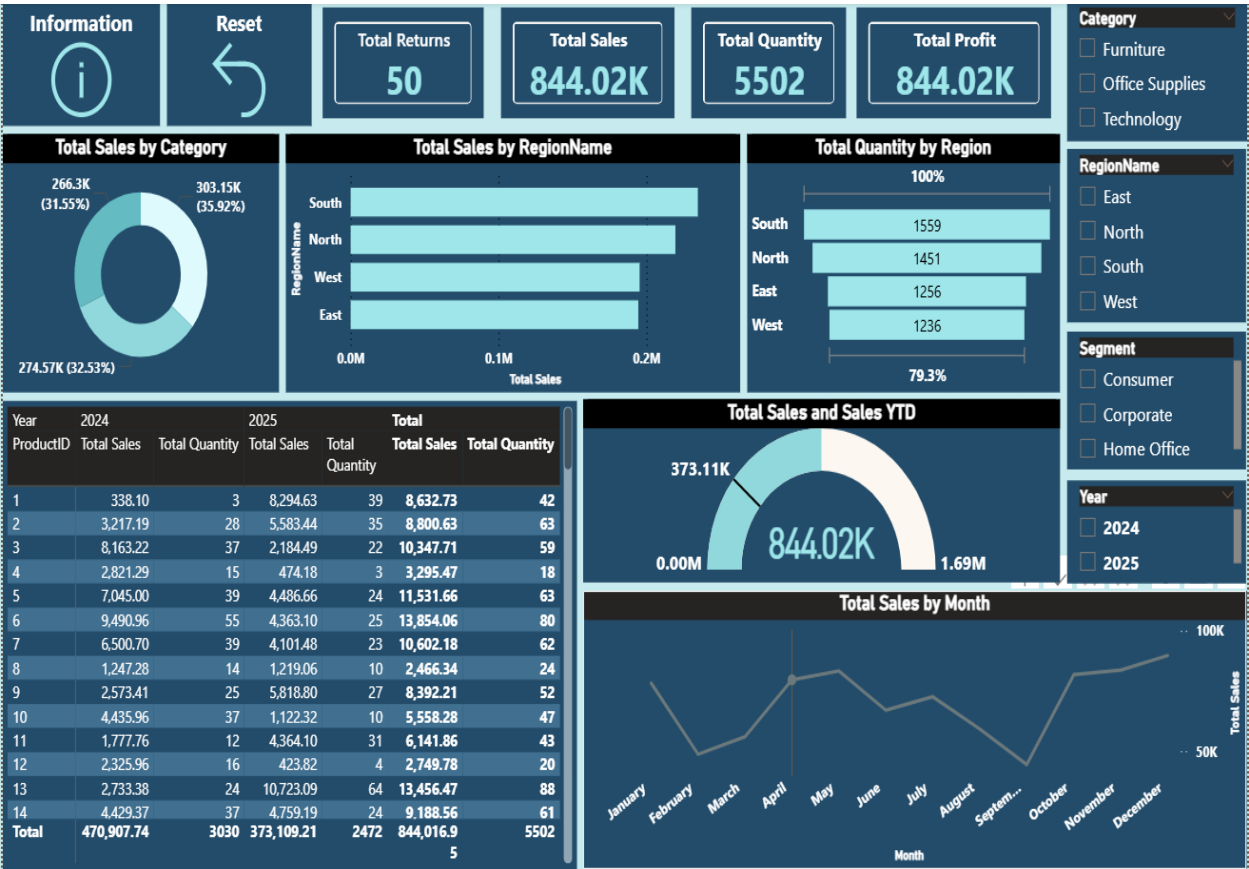 Information
Reset
Total Returns
50
Total Sales
844.02K
Total Quantity
5502
Total Profit
844.02K
Category
Furniture
Office Supplies
Technology
Total Sales by Category
266.3K
(31.55%)
303.15K
(35.92%)
274.57K (32.53%)
Total Sales by RegionName
RegionName
South
North
West
East
0.0M 0.1M 0.2M
Total Sales
Total Quantity by Region
100%
South 1559
North 1451
East 1256
West 1236
79.3%
RegionName
East
North
South
West
Segment
Consumer
Corporate
Home Office
Year
2024
2025
Year 2024 2025 Total
ProductID Total Sales Total Quantity Total Sales Total Quantity Total Sales Total Quantity
1 338.10 3 8,294.63 39 8,632.73 42
2 3,217.19 28 5,583.44 35 8,800.63 63
3 8,163.22 37 2,184.49 22 10,347.71 59
4 2,821.29 15 474.18 3 3,295.47 18
5 7,045.00 39 4,486.66 24 11,531.66 63
6 9,490.96 55 4,363.10 25 13,854.06 80
7 6,500.70 39 4,101.48 23 10,602.18 62
8 1,247.28 14 1,219.06 10 2,466.34 24
9 2,573.41 25 5,818.80 27 8,392.21 52
10 4,435.96 37 1,122.32 10 5,558.28 47
11 1,777.76 12 4,364.10 31 6,141.86 43
12 2,325.96 16 423.82 4 2,749.78 20
13 2,733.38 24 10,723.09 64 13,456.47 88
14 4,429.37 37 4,759.19 24 9,188.56 61
Total 470,907.74 3030 373,109.21 2472 844,016.9 5502
5
Total Sales and Sales YTD
373.11K
844.02K
0.00M 1.69M
Total Sales by Month
100K
50K
Total Sales
January February March April May June July August Septem... October November December
Month